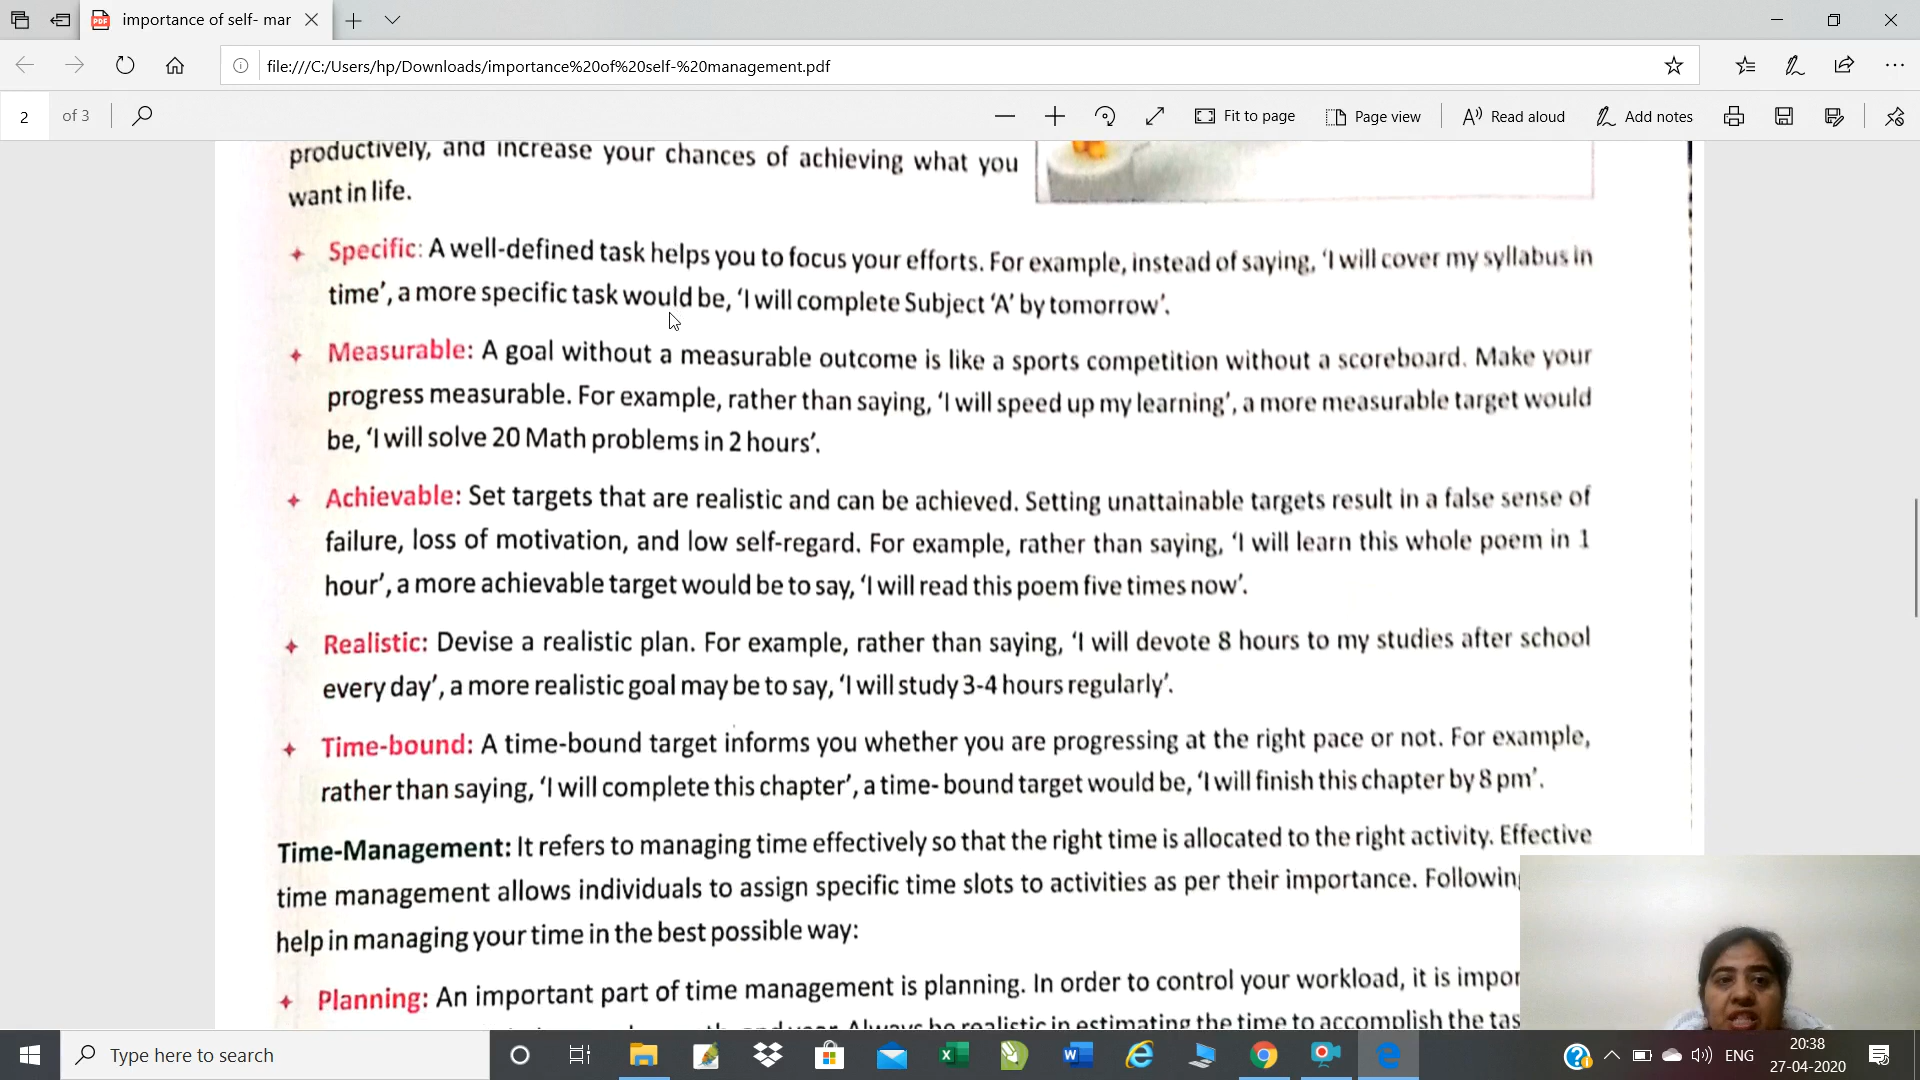 importance of self- mar
file:///C:/Users/hp/Downloads/importance%20of%20self-%20management.pdf
2 of 3 Fit to page Page view Read aloud Add notes
productively, and increase your chances of achieving what you
want in life.
Specific: A well-defined task helps you to focus your efforts. For example, instead of saying, 'I will cover my syllabus in
time', a more specific task would be, 'I will complete Subject 'A' by tomorrow'.
Measurable: A goal without a measurable outcome is like a sports competition without a scoreboard. Make your
progress measurable. For example, rather than saying, 'I will speed up my learning', a more measurable target would
be, 'I will solve 20 Math problems in 2 hours'.
Achievable: Set targets that are realistic and can be achieved. Setting unattainable targets result in a false sense of
failure, loss of motivation, and low self-regard. For example, rather than saying, 'I will learn this whole poem in 1
hour', a more achievable target would be to say, 'I will read this poem five times now'.
Realistic: Devise a realistic plan. For example, rather than saying, 'I will devote 8 hours to my studies after school
every day', a more realistic goal may be to say, 'I will study 3-4 hours regularly'.
Time-bound: A time-bound target informs you whether you are progressing at the right pace or not. For example,
rather than saying, 'I will complete this chapter', a time- bound target would be, 'I will finish this chapter by 8 pm'.
Time-Management: It refers to managing time effectively so that the right time is allocated to the right activity. Effective
time management allows individuals to assign specific time slots to activities as per their importance. Followin
help in managing your time in the best possible way:
Planning: An important part of time management is planning. In order to control your workload, it is impor
Always be realistic in estimating the time to accomplish the tas
Type here to search
ENG
20:38
27-04-2020